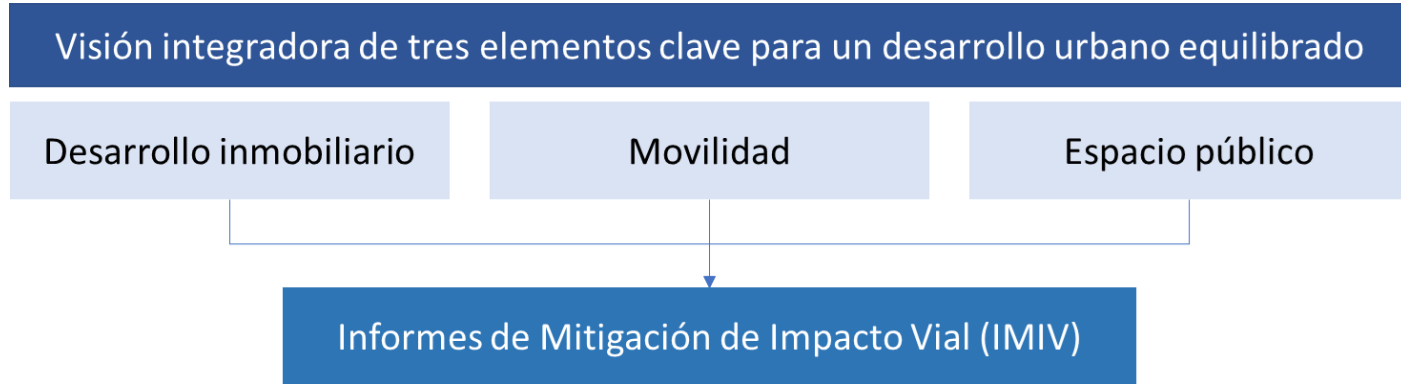 Visión integradora de tres elementos clave para un desarrollo urbano equilibrado
Desarrollo inmobiliario
Movilidad
Espacio público
Informes de Mitigación de Impacto Vial (IMIV)